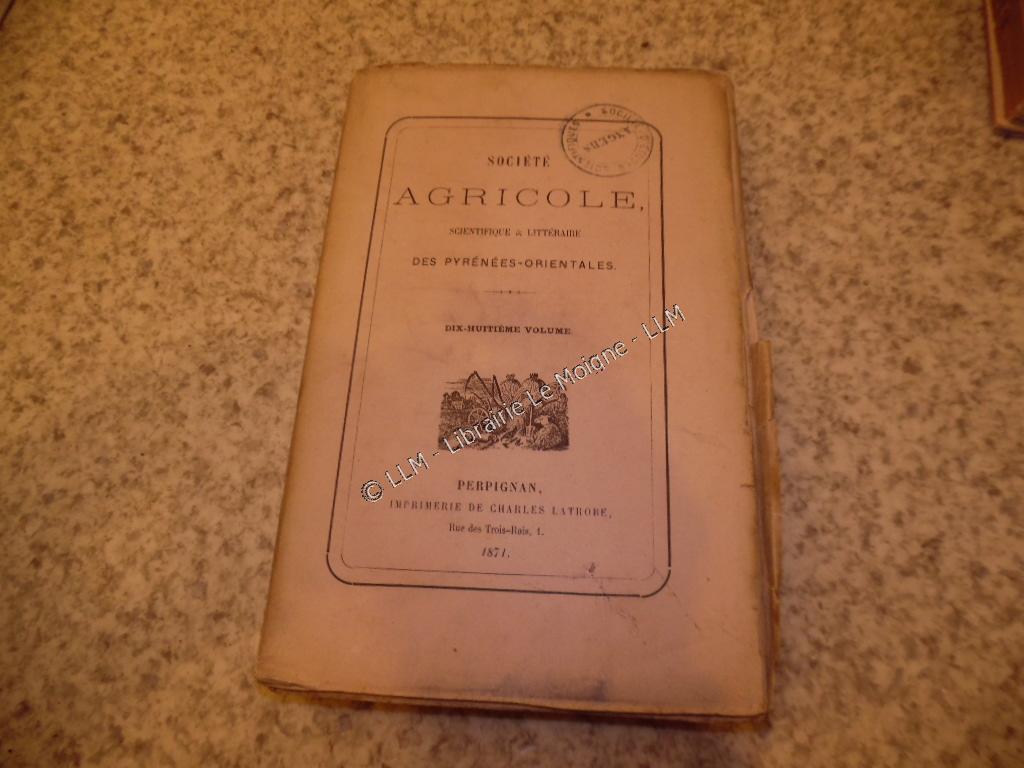 SOCIÉTÉ
AGRICOLE,
SCIENTIFIQUE & LITTÉRAIRE
DES PYRÉNÉES-ORIENTALES.
DIX-HUITIÈME VOLUME
PERPIGNAN,
IMPRIMERIE DE CHARLES LATROBE,
Rue des Trois-Rois, 1.
1871.
ANGERS
© LLM - Librairie Le Moigne - LLM